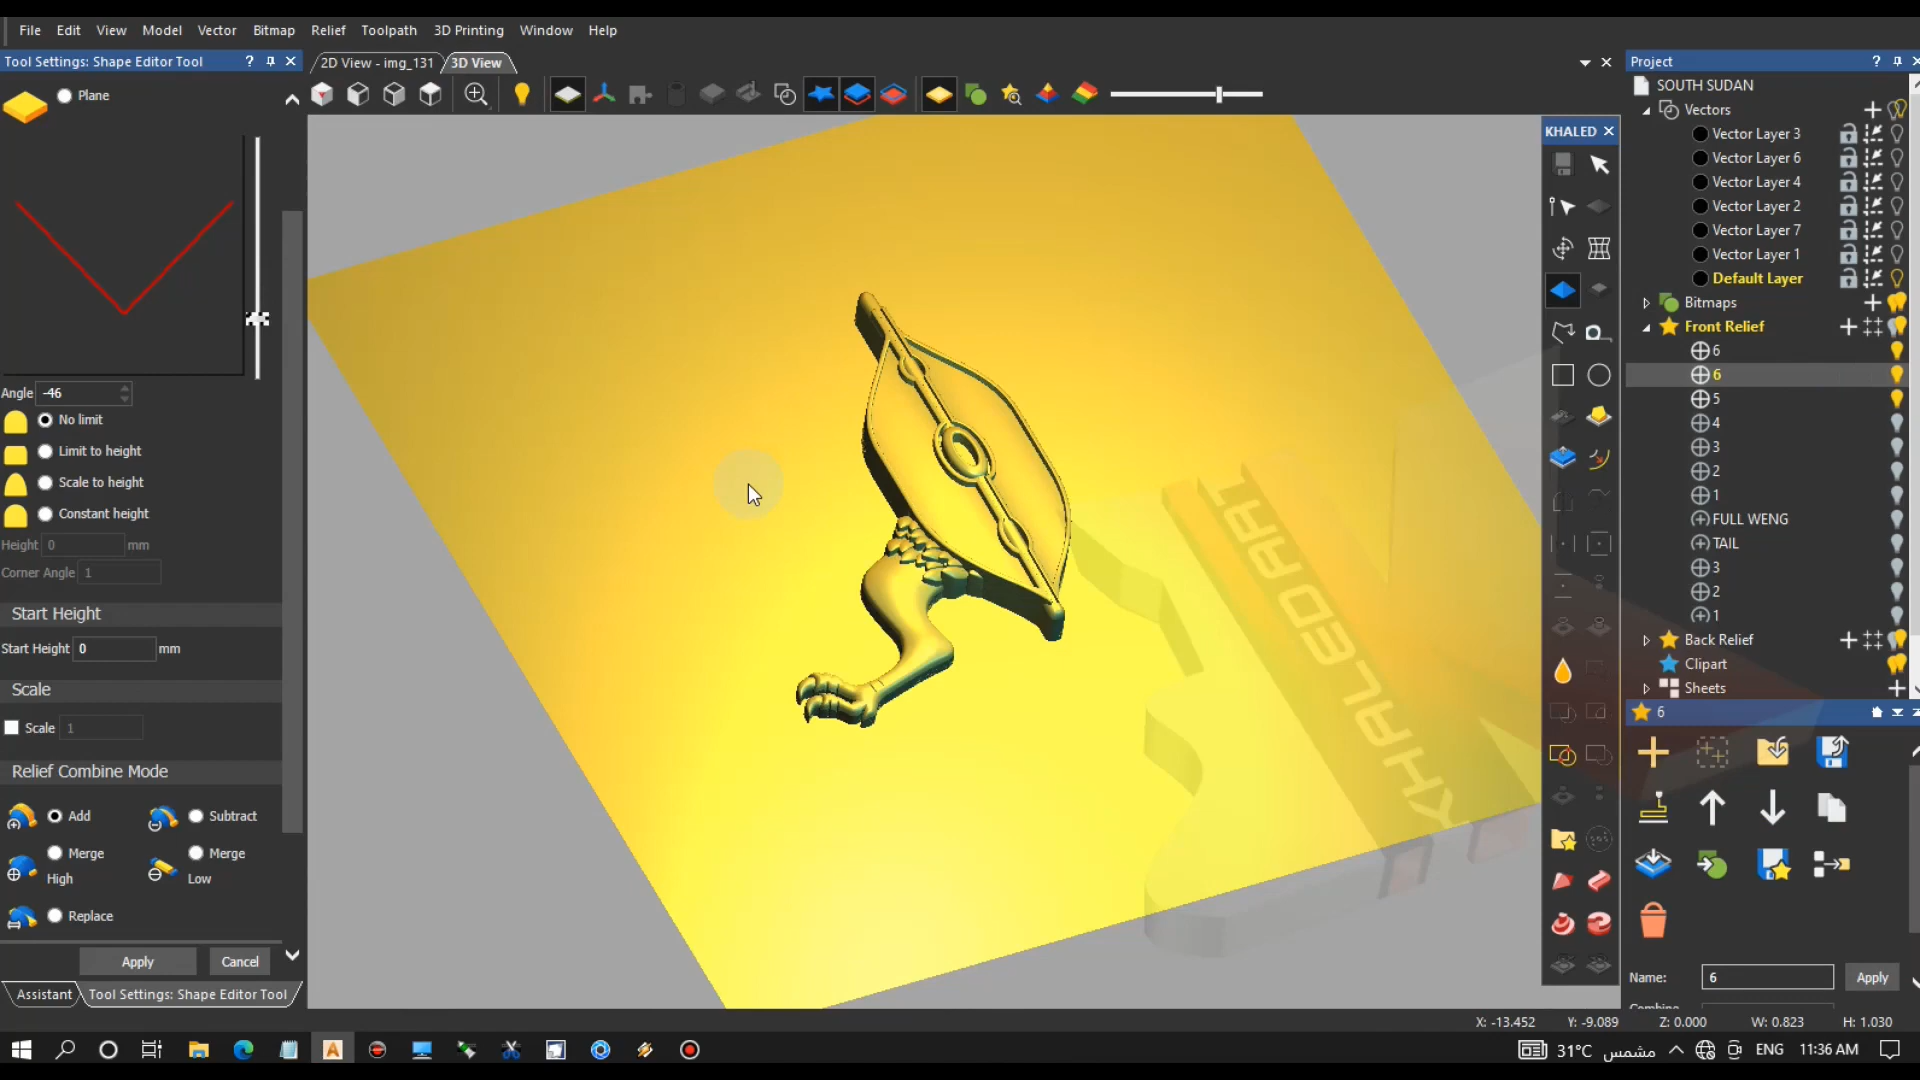 File Edit View Model Vector Bitmap Relief Toolpath 3D Printing Window Help
Tool Settings: Shape Editor Tool ?
2D View - img_131 3D View
Project ?
Plane
SOUTH SUDAN
Vectors
KHALED
Vector Layer 3
Vector Layer 6
Vector Layer 4
Vector Layer 2
Vector Layer 7
Vector Layer 1
Default Layer
Bitmaps
Front Relief
6
6
5
4
3
2
1
FULL WENG
TAIL
3
2
1
Back Relief
Clipart
Sheets
6
Name: 6 Apply
Angle -46
No limit
Limit to height
Scale to height
Constant height
Height 0 mm
Corner Angle 1
Start Height
Start Height 0 mm
Scale
Scale 1
Relief Combine Mode
Add Subtract
Merge High Merge Low
Replace
Apply Cancel
Assistant Tool Settings: Shape Editor Tool
KHALEDART
X: -13.452 Y: -9.089 Z: 0.000 W: 0.823 H: 1.030
31°C مشمس ENG 11:36 AM